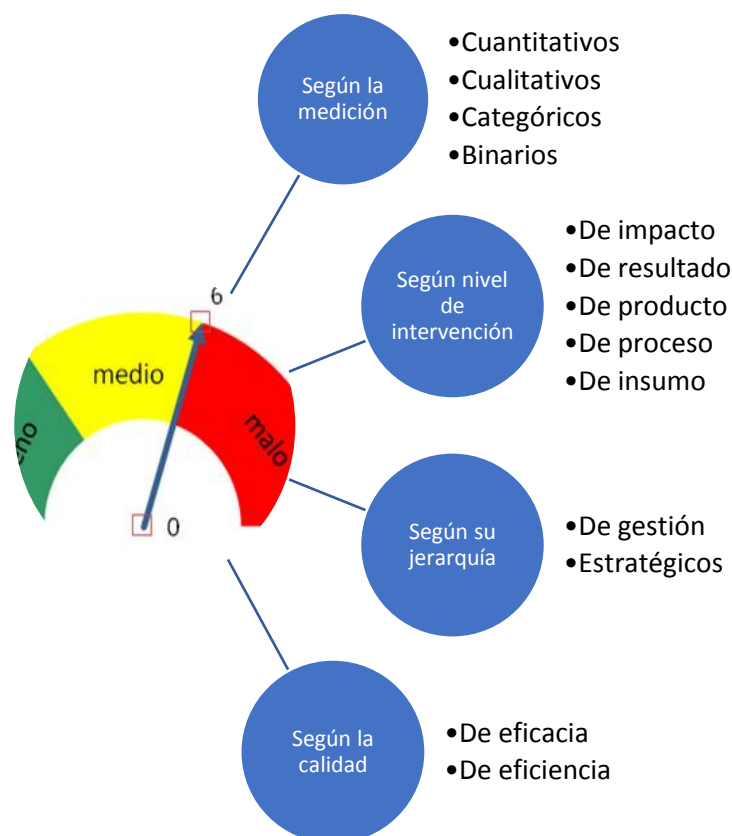 Según la
medición
•Cuantitativos
•Cualitativos
•Categóricos
•Binarios
Según nivel
de
intervención
•De impacto
•De resultado
•De producto
•De proceso
•De insumo
6
medio
malo
eno
0
Según su
jerarquía
•De gestión
•Estratégicos
Según la
calidad
•De eficacia
•De eficiencia